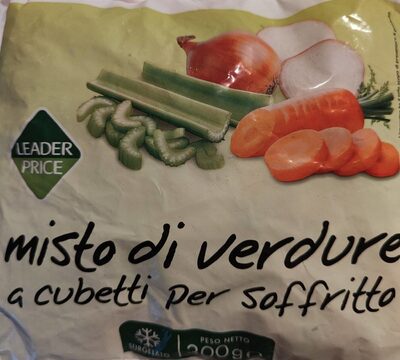 LEADER
PRICE
misto di verdure
a cubetti per soffritto
SURGELATO
PESO NETTO
200g